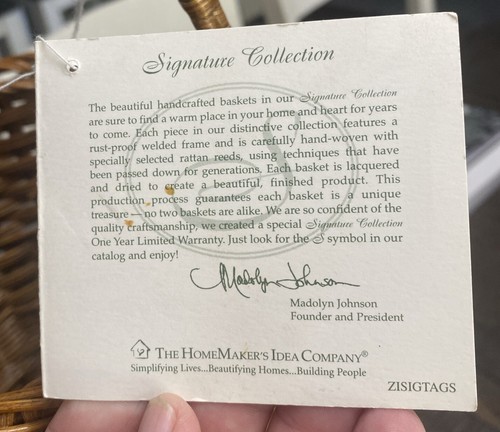 Signature Collection
The beautiful handcrafted baskets in our Signature Collection
are sure to find a warm place in your home and heart for years
to come. Each piece in our distinctive collection features a
rust-proof welded frame and is carefully hand-woven with
specially selected rattan reeds, using techniques that have
been passed down for generations. Each basket is lacquered
and dried to create a beautiful, finished product. This
production process guarantees each basket is a unique
treasure — no two baskets are alike. We are so confident of the
quality craftsmanship, we created a special Signature Collection
One Year Limited Warranty. Just look for the S symbol in our
catalog and enjoy!
Madolyn Johnson
Madolyn Johnson
Founder and President
THE HOMEMAKER'S IDEA COMPANY®
Simplifying Lives...Beautifying Homes...Building People
ZISIGTAGS